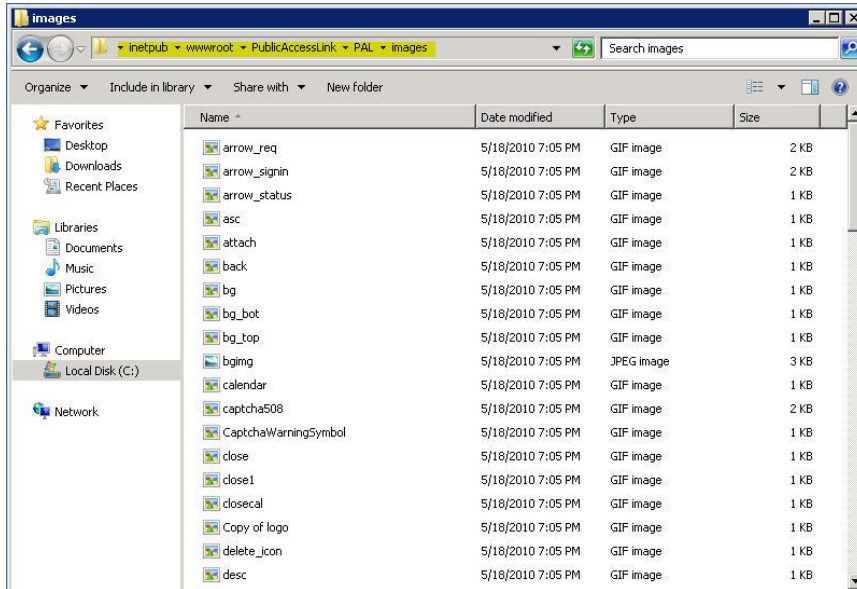 images
inetpub wwwroot PublicAccessLink PAL images
Search images
Organize Include in library Share with New folder
Favorites
Desktop
Downloads
Recent Places
Libraries
Documents
Music
Pictures
Videos
Computer
Local Disk (C:)
Network
Name Date modified Type Size
arrow_req 5/18/2010 7:05 PM GIF image 2 KB
arrow_signin 5/18/2010 7:05 PM GIF image 2 KB
arrow_status 5/18/2010 7:05 PM GIF image 1 KB
asc 5/18/2010 7:05 PM GIF image 1 KB
attach 5/18/2010 7:05 PM GIF image 1 KB
back 5/18/2010 7:05 PM GIF image 1 KB
bg 5/18/2010 7:05 PM GIF image 1 KB
bg_bot 5/18/2010 7:05 PM GIF image 1 KB
bg_top 5/18/2010 7:05 PM GIF image 1 KB
bgimg 5/18/2010 7:05 PM JPEG image 3 KB
calendar 5/18/2010 7:05 PM GIF image 1 KB
captcha508 5/18/2010 7:05 PM GIF image 2 KB
CaptchaWarningSymbol 5/18/2010 7:05 PM GIF image 1 KB
close 5/18/2010 7:05 PM GIF image 1 KB
close1 5/18/2010 7:05 PM GIF image 1 KB
closecal 5/18/2010 7:05 PM GIF image 1 KB
Copy of logo 5/18/2010 7:05 PM GIF image 1 KB
delete_icon 5/18/2010 7:05 PM GIF image 1 KB
desc 5/18/2010 7:05 PM GIF image 1 KB